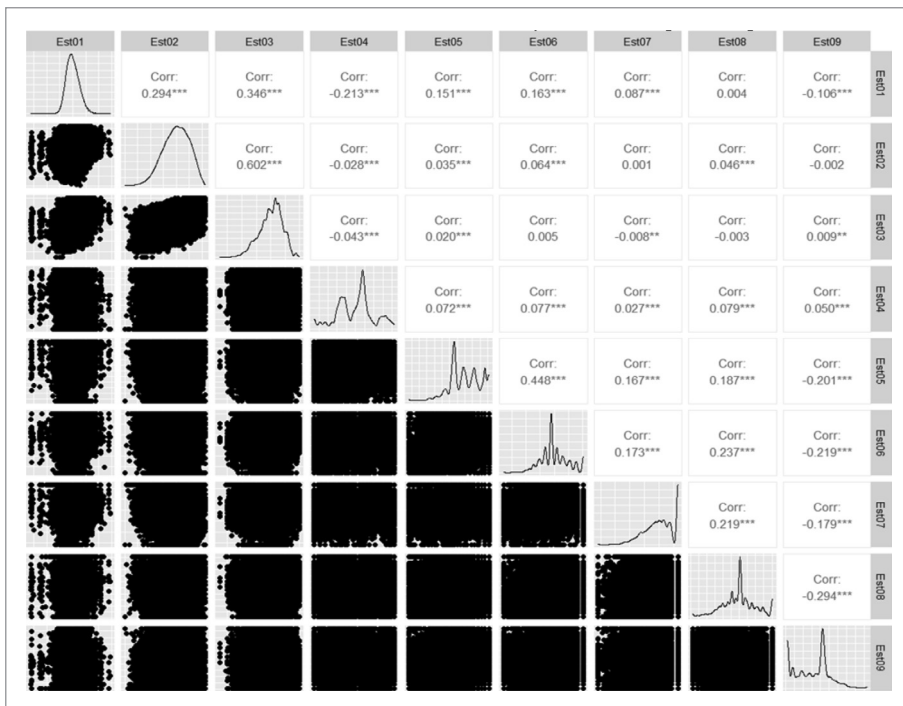 Est01 Est02 Est03 Est04 Est05 Est06 Est07 Est08 Est09
Corr: Corr: Corr: Corr: Corr: Corr: Corr: Corr:
0.294*** 0.346*** -0.213*** 0.151*** 0.163*** 0.087*** 0.004 -0.106***
Est01
Corr: Corr: Corr: Corr: Corr: Corr: Corr:
0.602*** -0.028*** 0.035*** 0.064*** 0.001 0.046*** -0.002
Est02
Corr: Corr: Corr: Corr: Corr: Corr:
-0.043*** 0.020*** 0.005 -0.008** -0.003 0.009**
Est03
Corr: Corr: Corr: Corr: Corr:
0.072*** 0.077*** 0.027*** 0.079*** 0.050***
Est04
Corr: Corr: Corr: Corr:
0.448*** 0.167*** 0.187*** -0.201***
Est05
Corr: Corr: Corr:
0.173*** 0.237*** -0.219***
Est06
Corr: Corr:
0.219*** -0.179***
Est07
Corr:
-0.294***
Est08
Est09